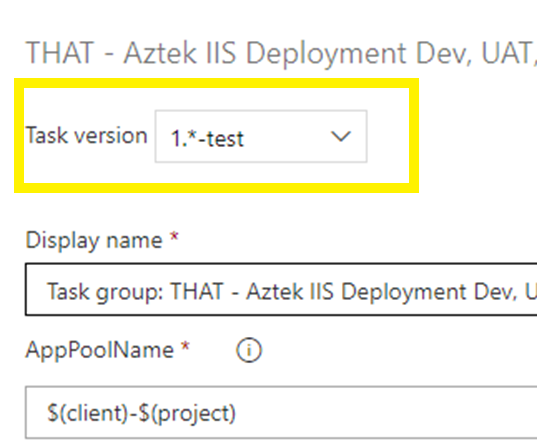 THAT - Aztek IIS Deployment Dev, UAT,
Task version 1.*-test
Display name *
Task group: THAT - Aztek IIS Deployment Dev, U
AppPoolName * i
$(client)-$(project)